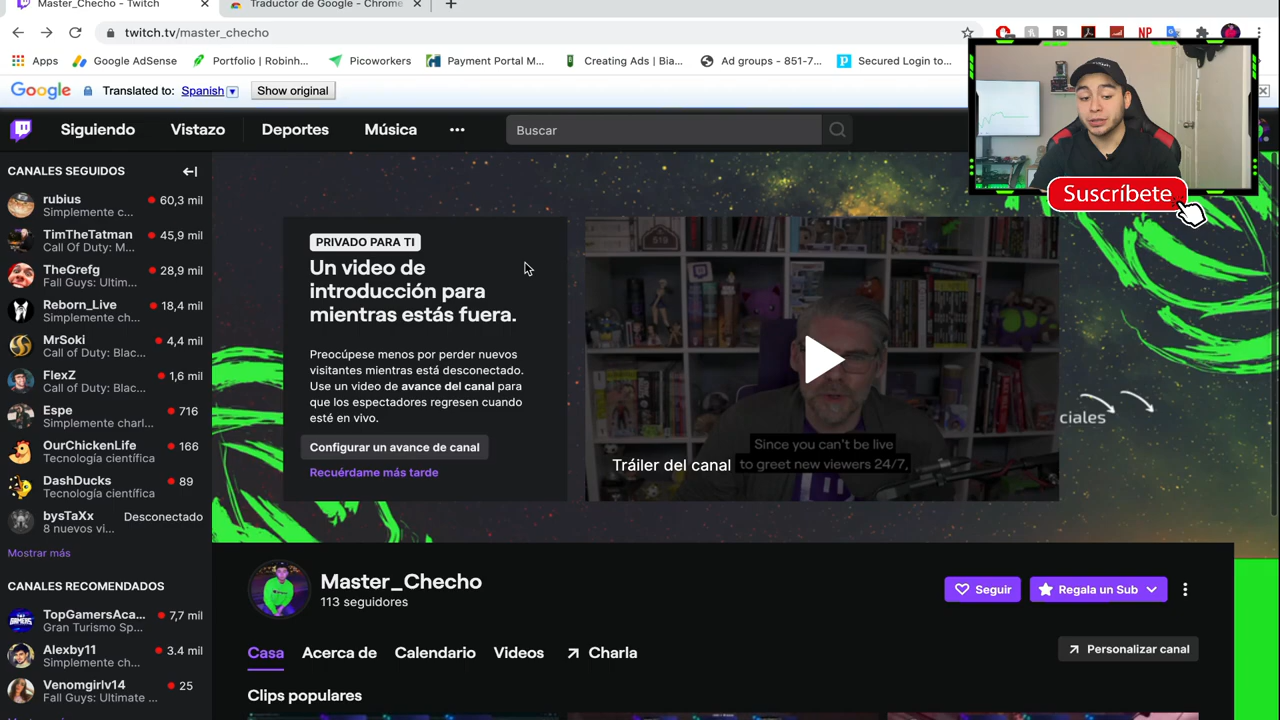 Master_Checho - Twitch
Traductor de Google - Chrome
twitch.tv/master_checho
NP
Apps
Google AdSense
Portfolio | Robinh...
Picoworkers
Payment Portal M...
Creating Ads | Bia...
Ad groups - 851-7...
Secured Login to...
Google
Translated to: Spanish
Show original
Siguiendo
Vistazo
Deportes
Música
Buscar
Suscríbete
CANALES SEGUIDOS
rubius
60,3 mil
Simplemente c...
TimTheTatman
45,9 mil
Call Of Duty: M...
TheGrefg
28,9 mil
Fall Guys: Ultim...
Reborn_Live
18,4 mil
Simplemente ch...
MrSoki
4,4 mil
Call of Duty: Blac...
FlexZ
1,6 mil
Call of Duty: Blac...
Espe
716
Simplemente charl...
OurChickenLife
166
Tecnología científica
DashDucks
89
Tecnología científica
bysTaXx
Desconectado
8 nuevos vi...
Mostrar más
CANALES RECOMENDADOS
TopGamersAca...
7,7 mil
Gran Turismo Sp...
Alexby11
3.4 mil
Simplemente ch...
Venomgirlv14
25
Fall Guys: Ultimate ...
PRIVADO PARA TI
Un video de
introducción para
mientras estás fuera.
Preocúpese menos por perder nuevos
visitantes mientras está desconectado.
Use un video de avance del canal para
que los espectadores regresen cuando
esté en vivo.
Configurar un avance de canal
Recuérdame más tarde
Since you can't be live
to greet new viewers 24/7,
Tráiler del canal
ciales
Master_Checho
113 seguidores
Seguir
Regala un Sub
Casa
Acerca de
Calendario
Videos
Charla
Personalizar canal
Clips populares